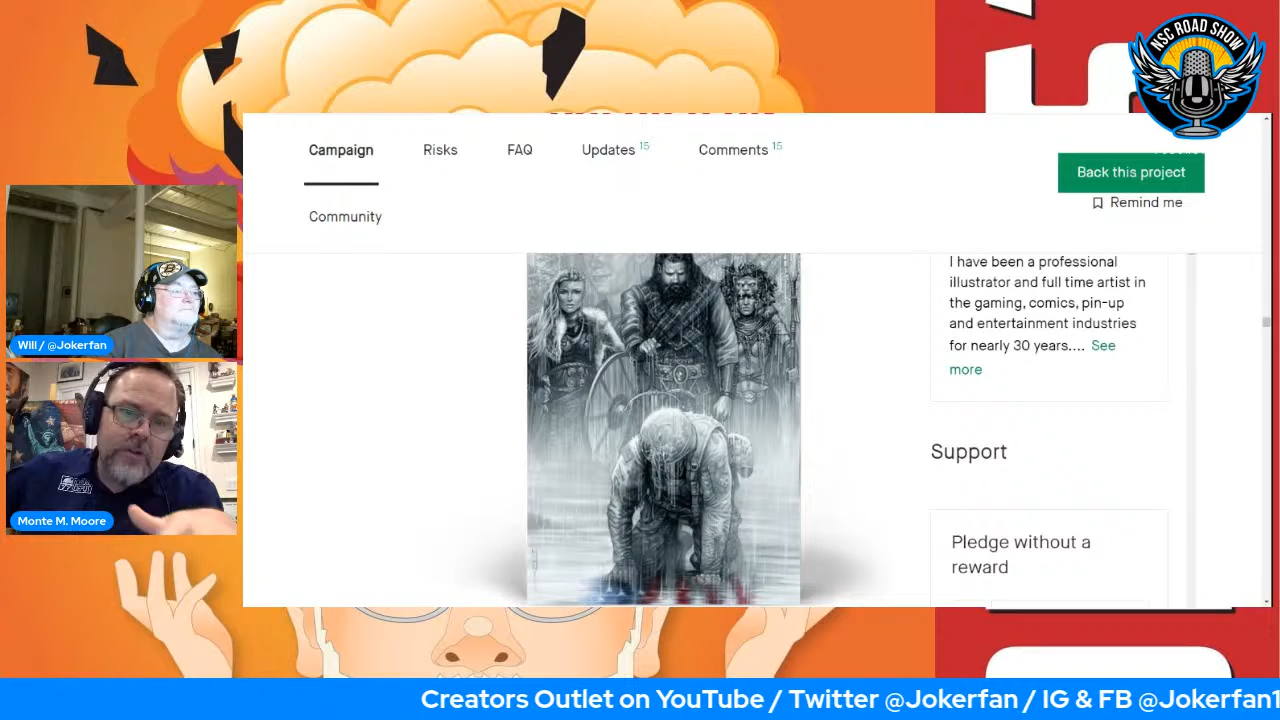 NSC ROAD SHOW
Campaign
Risks
FAQ
Updates 15
Comments 15
Back this project
Remind me
Community
I have been a professional
illustrator and full time artist in
the gaming, comics, pin-up
and entertainment industries
for nearly 30 years.... See
more
Support
Pledge without a
reward
Will / @Jokerfan
Monte M. Moore
Creators Outlet on YouTube / Twitter @Jokerfan / IG & FB @Jokerfan1